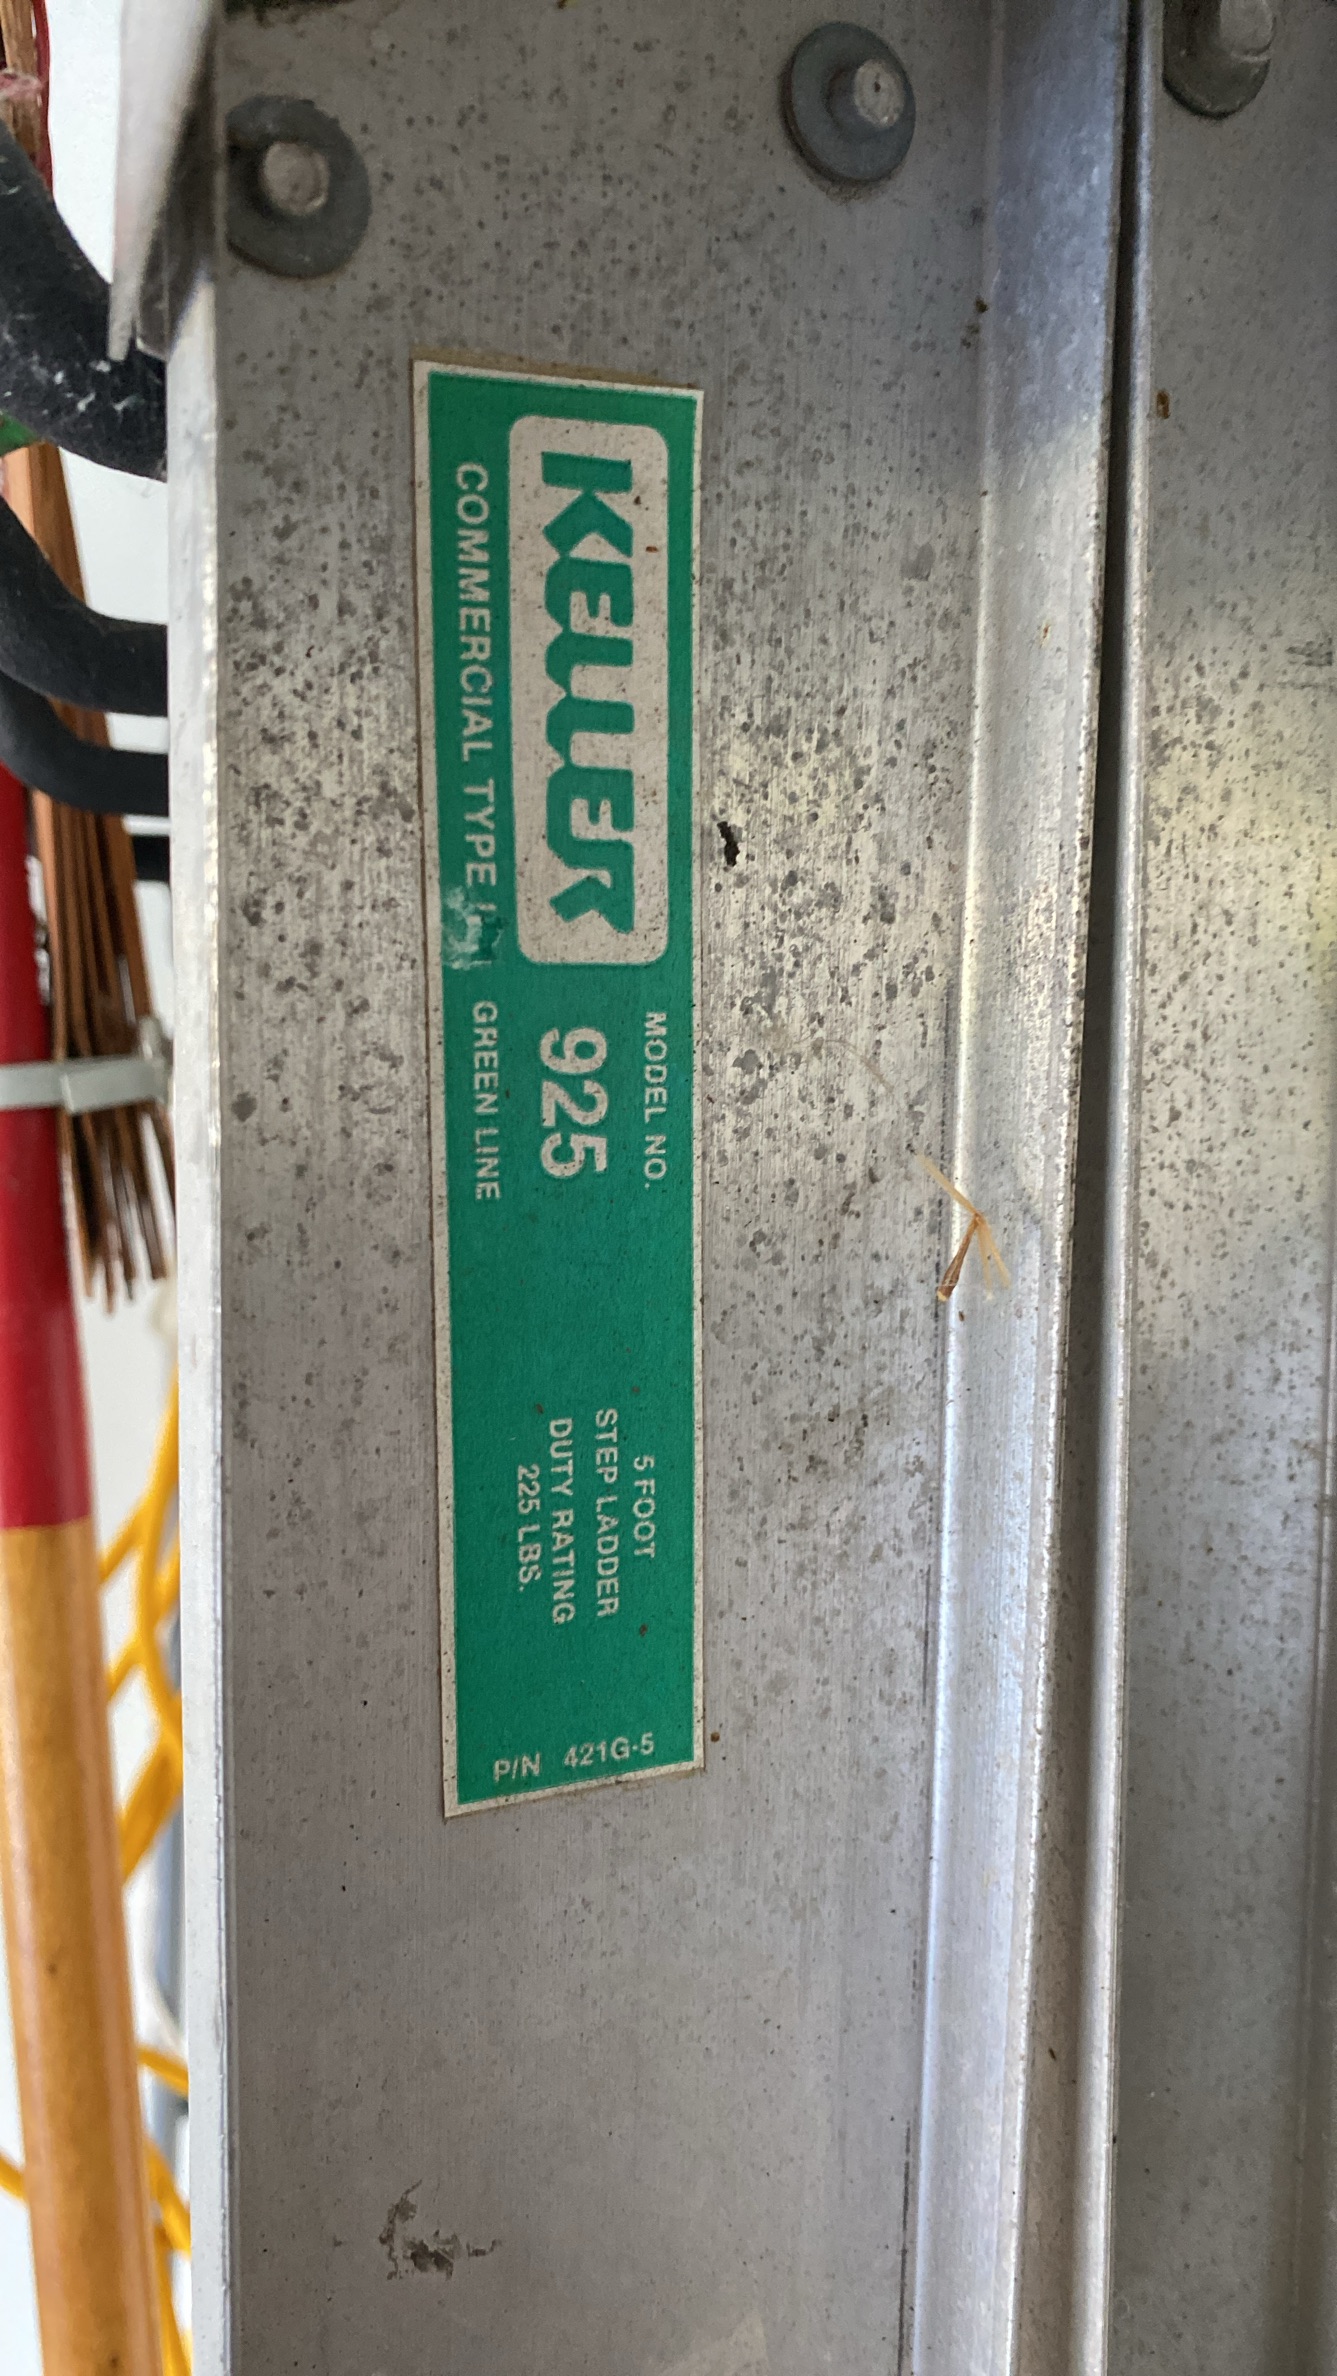 KELLER
MODEL NO.
925
COMMERCIAL TYPE
GREEN LINE
5 FOOT
STEP LADDER
DUTY RATING
225 LBS.
P/N 421G-5